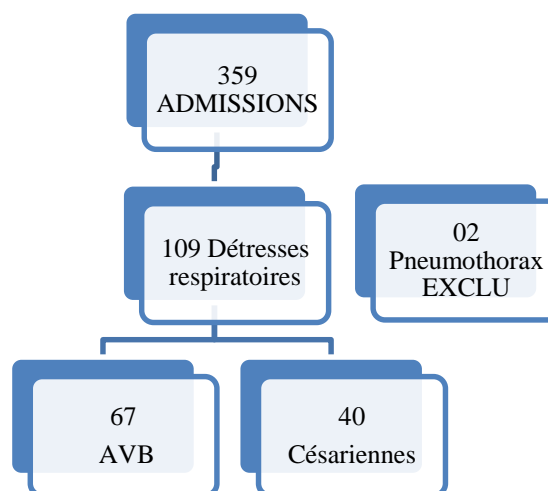 359
ADMISSIONS
109 Détresses
respiratoires
02
Pneumothorax
EXCLU
67
AVB
40
Césariennes